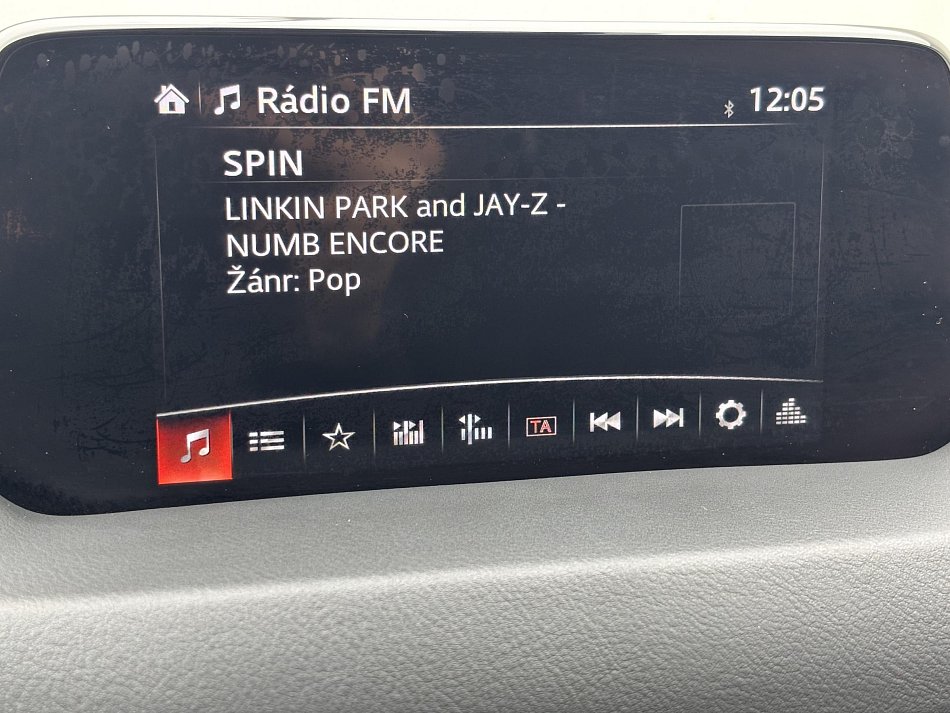 Rádio FM
12:05
SPIN
LINKIN PARK and JAY-Z -
NUMB ENCORE
Žánr: Pop
TA